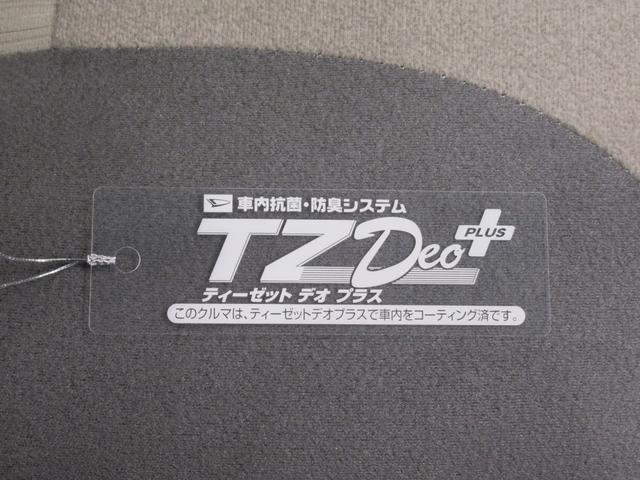 車内抗菌・防臭システム
TZDeo PLUS
ティーゼット デオ プラス
このクルマは、ティーゼットデオプラスで車内をコーティング済です。